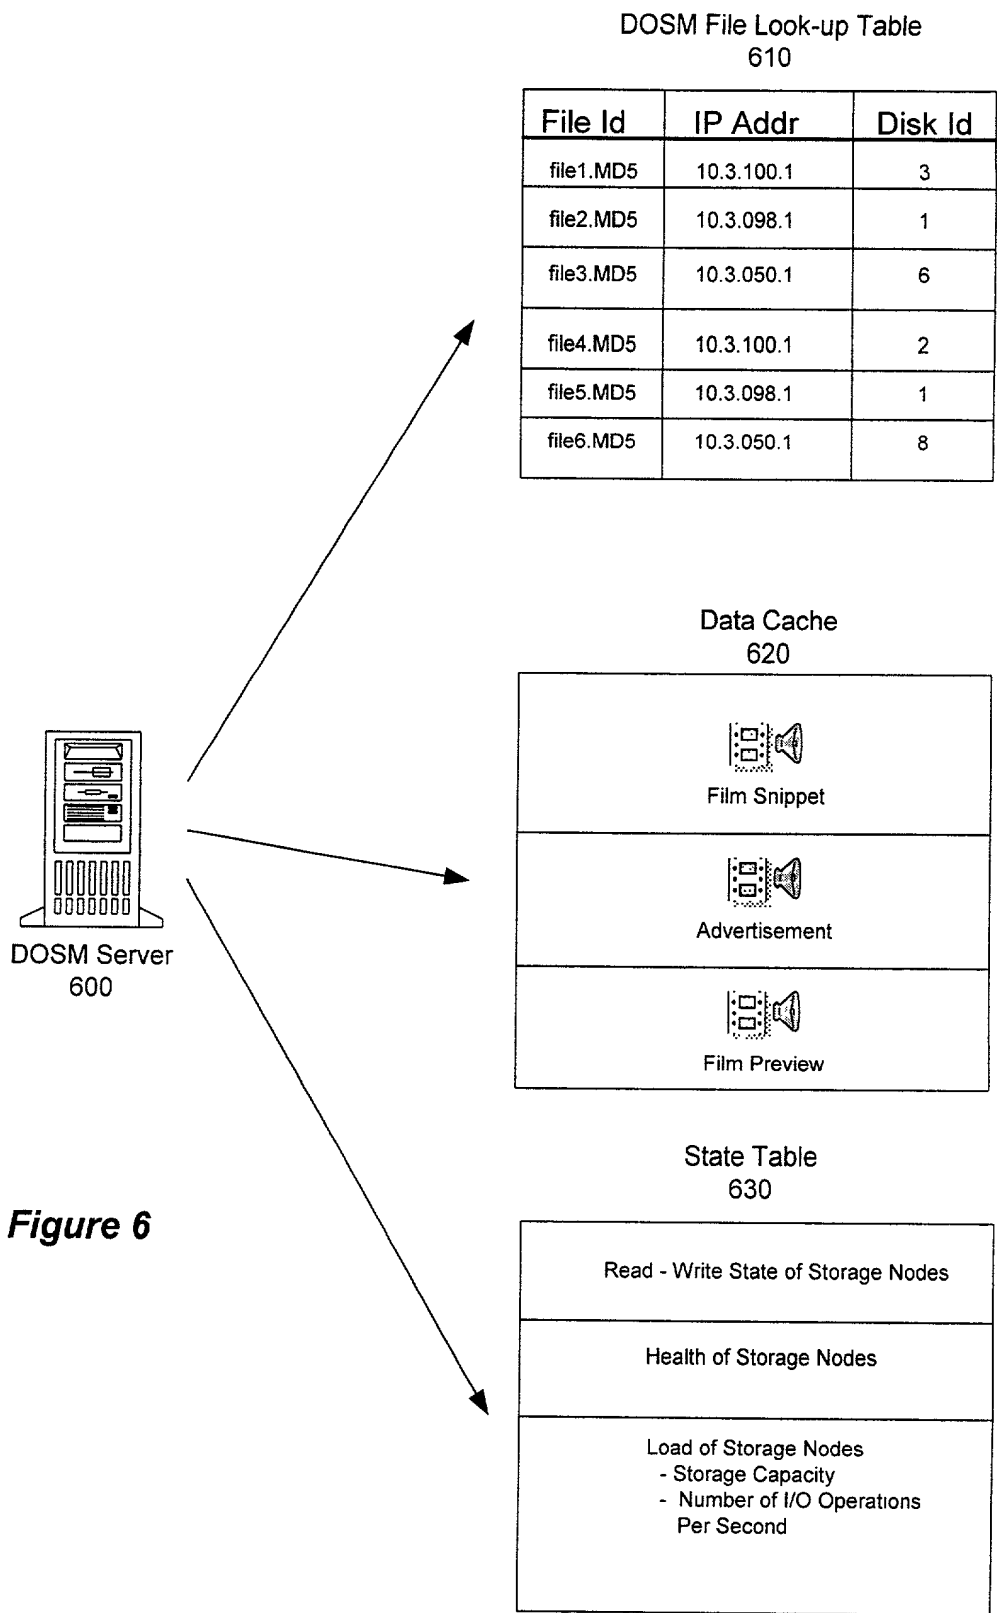 DOSM File Look-up Table
610
File Id IP Addr Disk Id
file1.MD5 10.3.100.1 3
file2.MD5 10.3.098.1 1
file3.MD5 10.3.050.1 6
file4.MD5 10.3.100.1 2
file5.MD5 10.3.098.1 1
file6.MD5 10.3.050.1 8
Data Cache
620
Film Snippet
Advertisement
Film Preview
DOSM Server
600
State Table
630
Read - Write State of Storage Nodes
Health of Storage Nodes
Load of Storage Nodes
- Storage Capacity
- Number of I/O Operations
Per Second
Figure 6